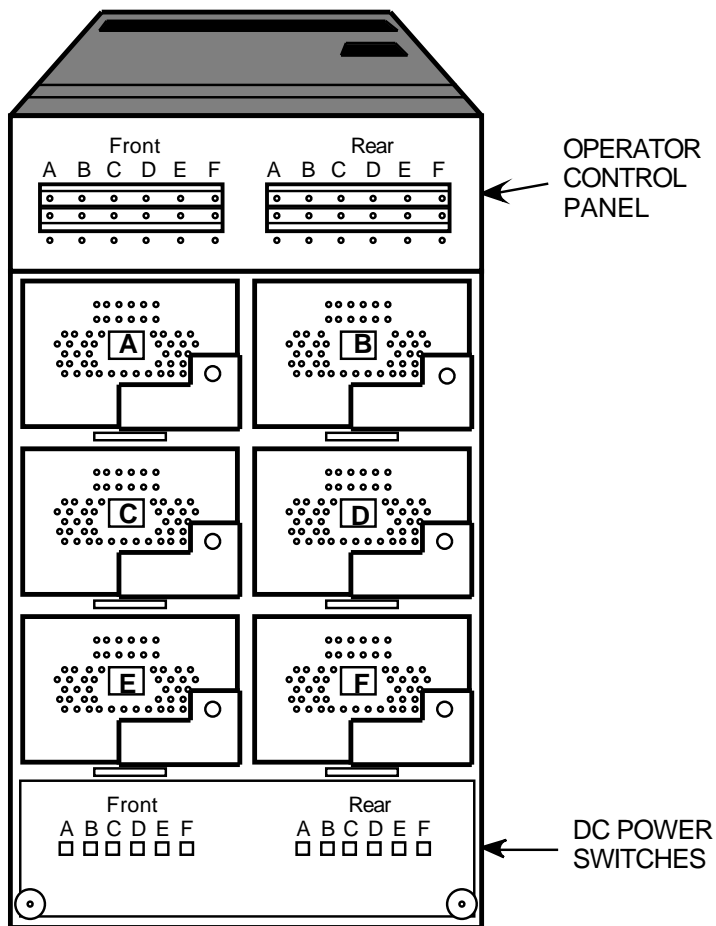 Front Rear
A B C D E F A B C D E F
OPERATOR
CONTROL
PANEL
A B
C D
E F
Front Rear
A B C D E F A B C D E F
DC POWER
SWITCHES